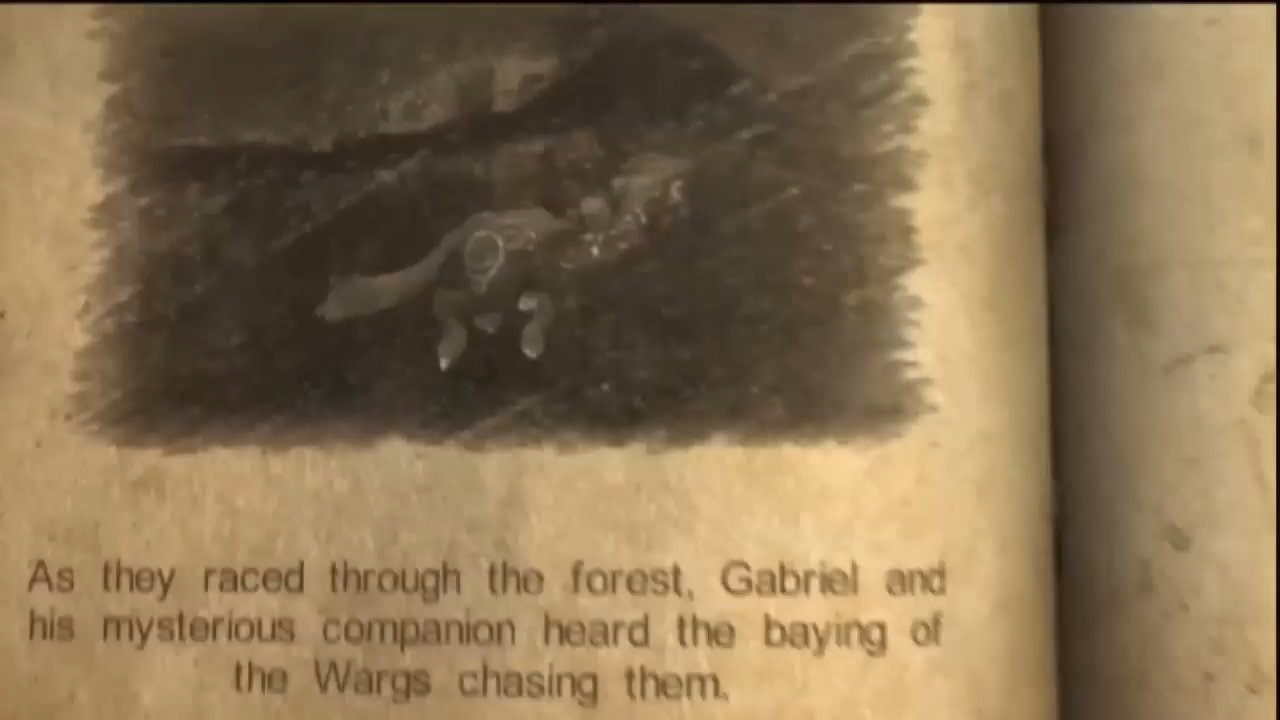 As they raced through the forest, Gabriel and
his mysterious companion heard the baying of
the Wargs chasing them.